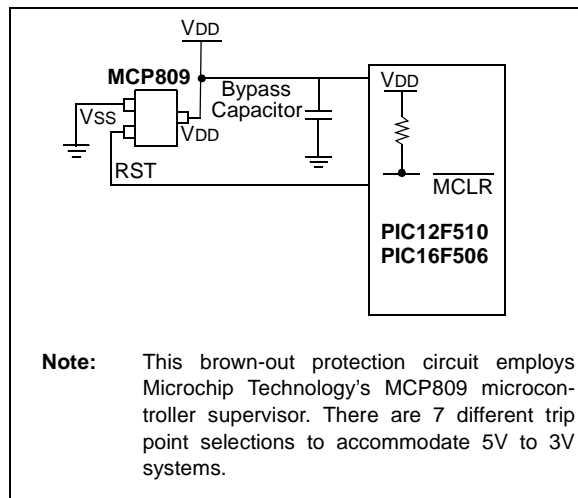 VDD
MCP809
Bypass
Capacitor
VDD
VSS
VDD
RST
MCLR
PIC12F510
PIC16F506
Note: This brown-out protection circuit employs
Microchip Technology's MCP809 microcon-
troller supervisor. There are 7 different trip
point selections to accommodate 5V to 3V
systems.